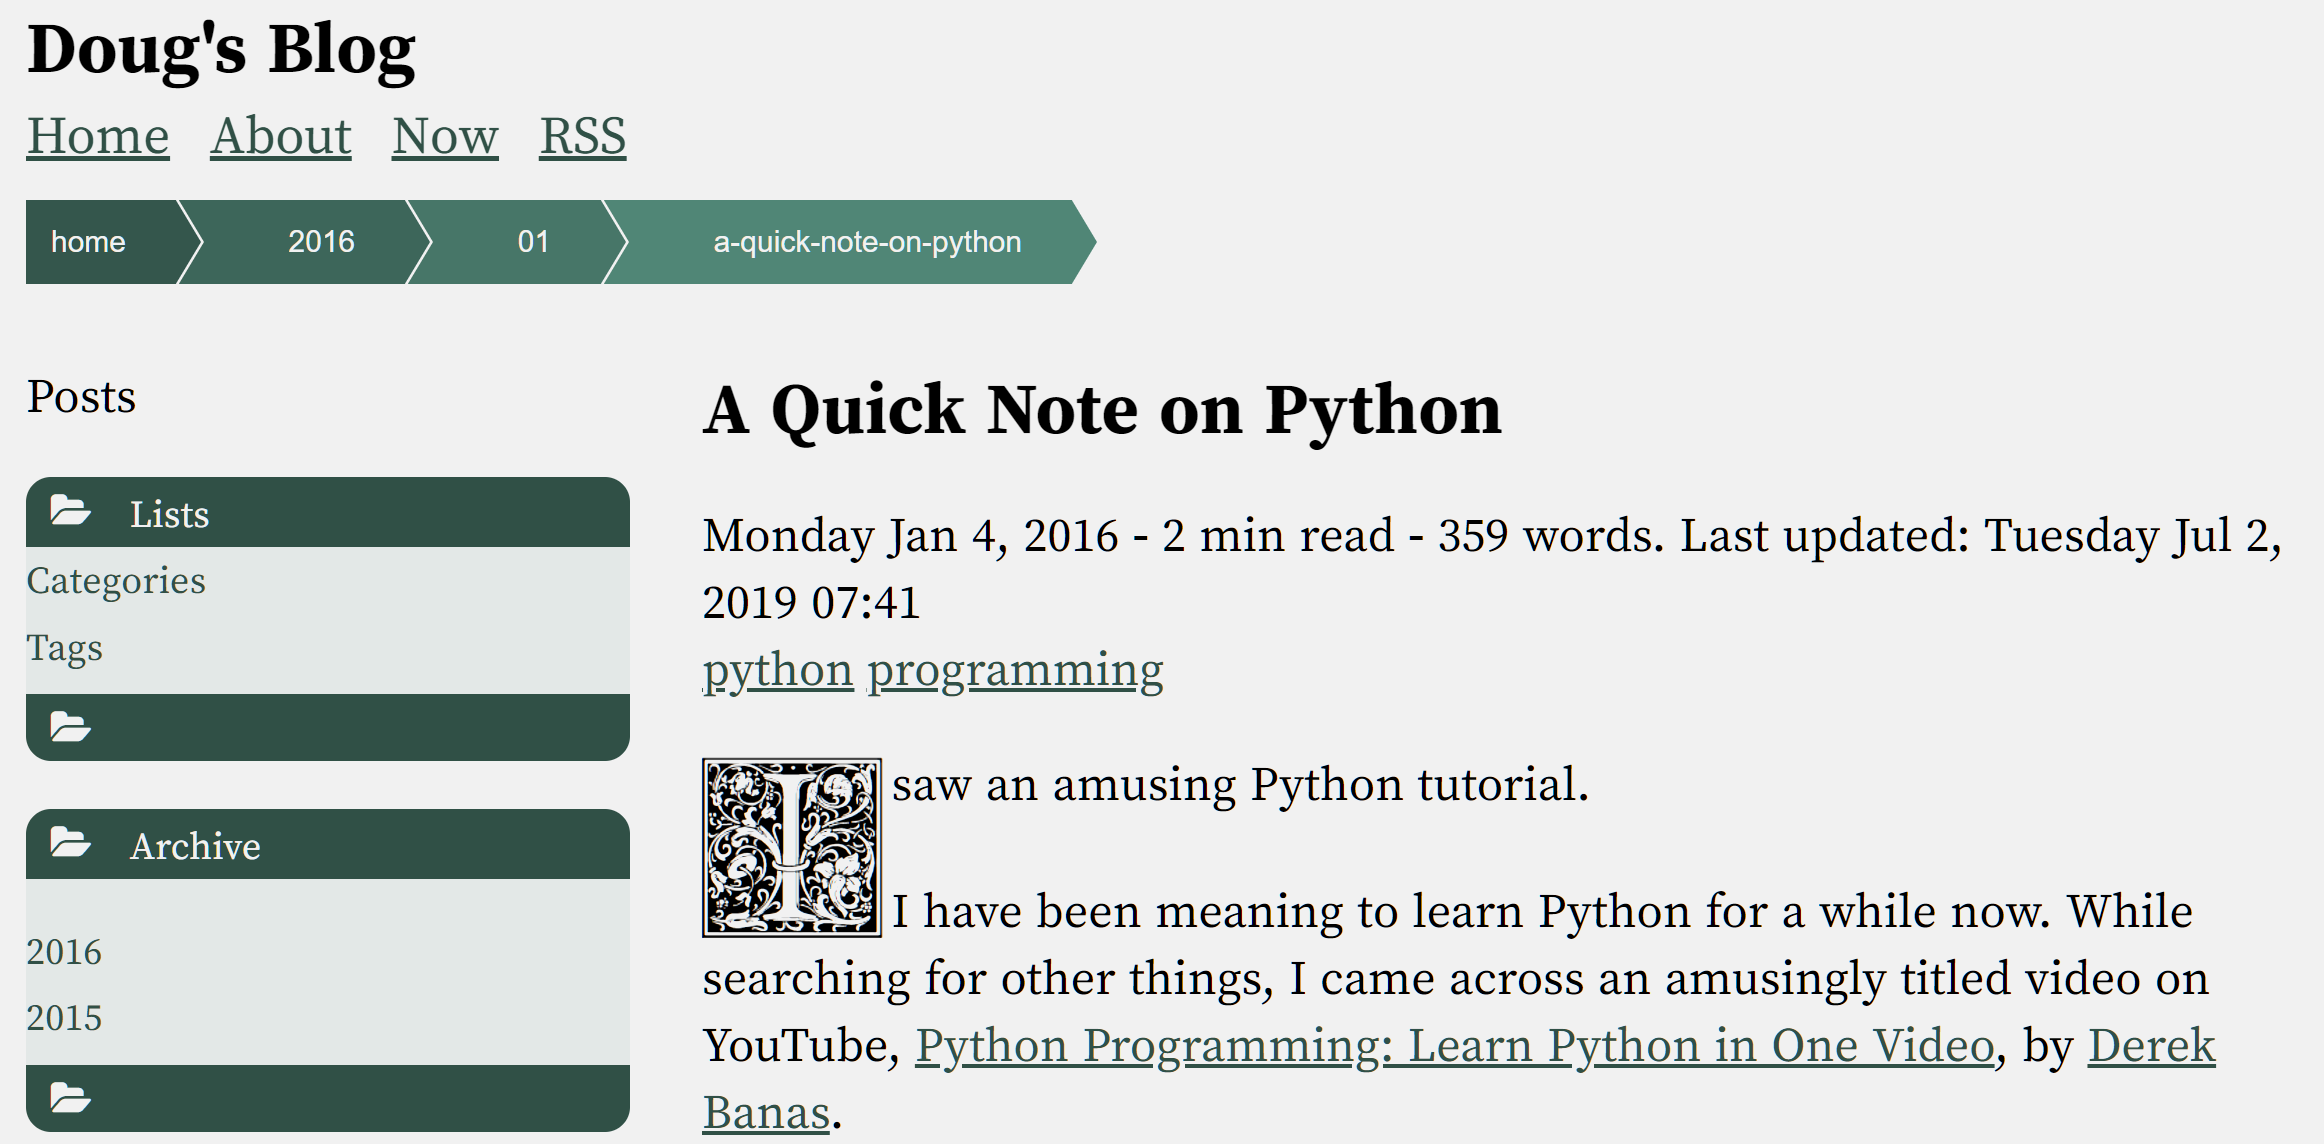 Doug's Blog
Home About Now RSS
home 2016 01 a-quick-note-on-python
Posts
Lists
Categories
Tags
Archive
2016
2015
A Quick Note on Python
Monday Jan 4, 2016 - 2 min read - 359 words. Last updated: Tuesday Jul 2,
2019 07:41
python programming
I saw an amusing Python tutorial.
I have been meaning to learn Python for a while now. While
searching for other things, I came across an amusingly titled video on
YouTube, Python Programming: Learn Python in One Video, by Derek
Banas.